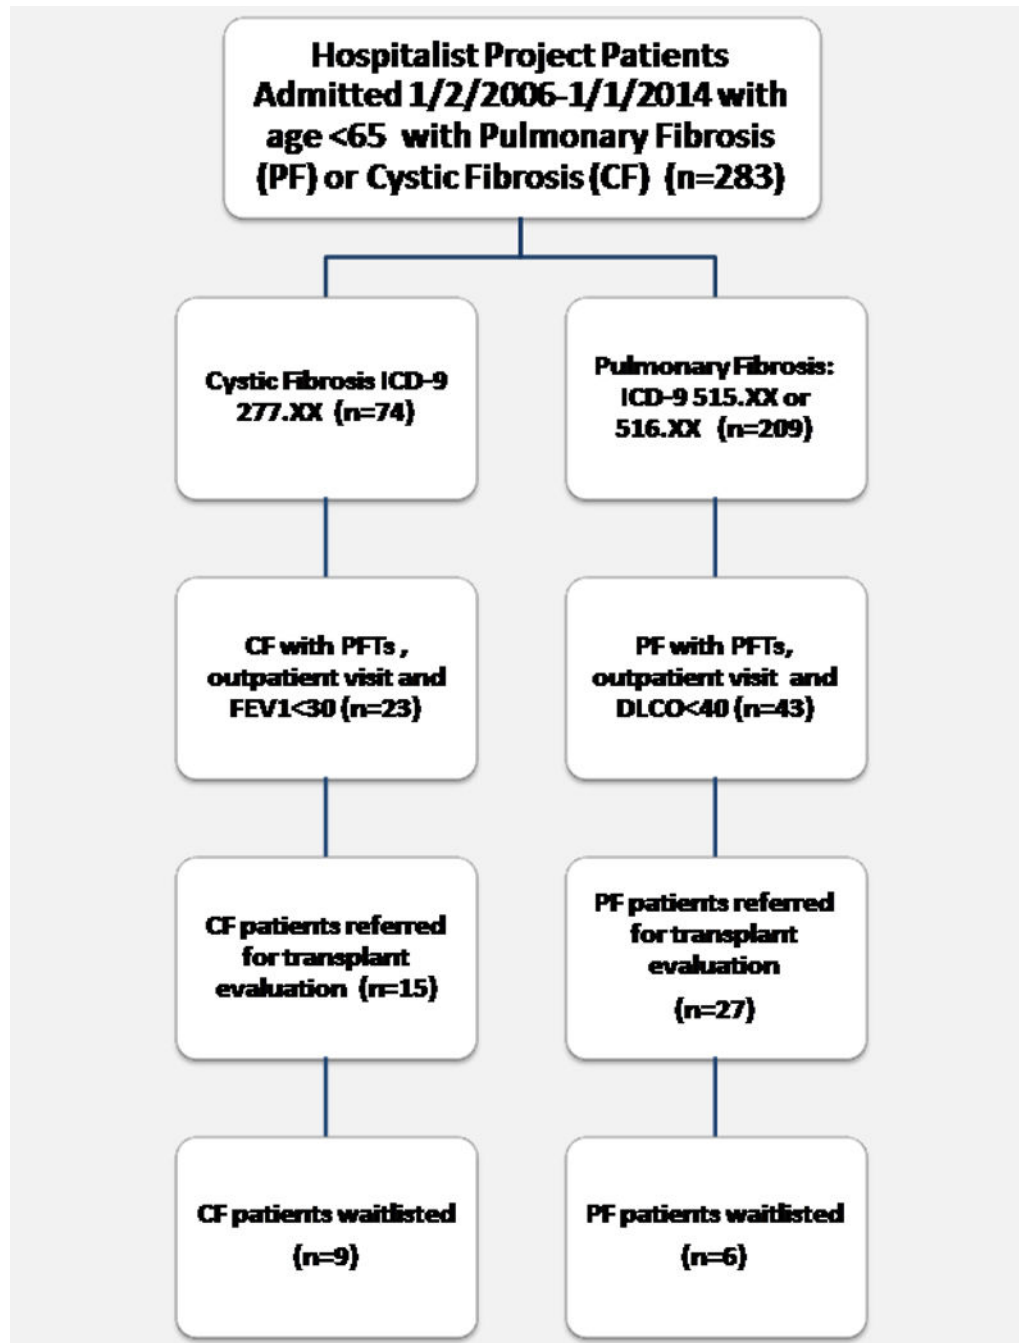 Hospitalist Project Patients
Admitted 1/2/2006-1/1/2014 with
age <65 with Pulmonary Fibrosis
(PF) or Cystic Fibrosis (CF) (n=283)
Cystic Fibrosis ICD-9
277.XX (n=74)
Pulmonary Fibrosis:
ICD-9 515.XX or
516.XX (n=209)
CF with PFTs ,
outpatient visit and
FEV1<30 (n=23)
PF with PFTs,
outpatient visit and
DLCO<40 (n=43)
CF patients referred
for transplant
evaluation (n=15)
PF patients referred
for transplant
evaluation
(n=27)
CF patients waitlisted
(n=9)
PF patients waitlisted
(n=6)